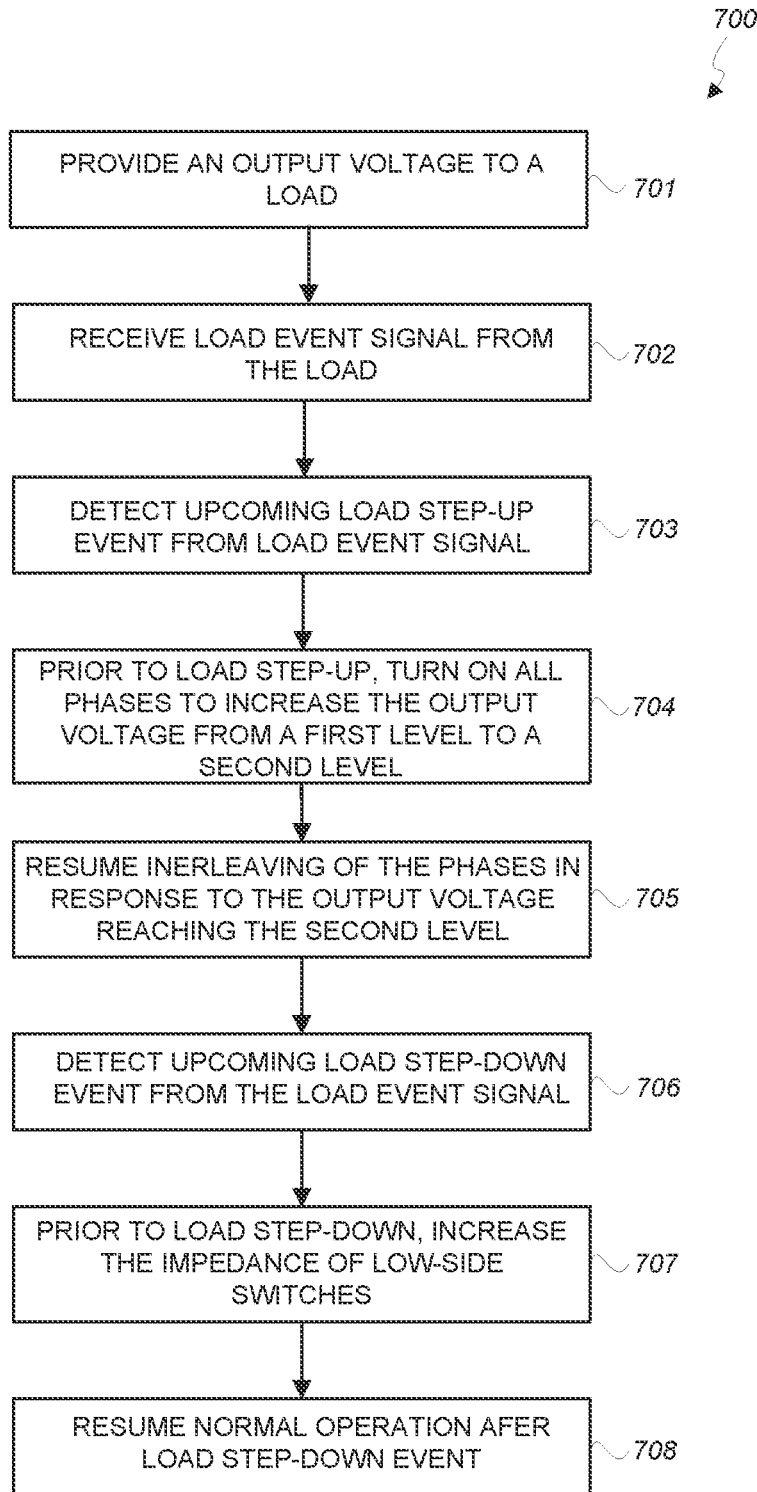 700
PROVIDE AN OUTPUT VOLTAGE TO A
LOAD
701
RECEIVE LOAD EVENT SIGNAL FROM
THE LOAD
702
DETECT UPCOMING LOAD STEP-UP
EVENT FROM LOAD EVENT SIGNAL
703
PRIOR TO LOAD STEP-UP, TURN ON ALL
PHASES TO INCREASE THE OUTPUT
VOLTAGE FROM A FIRST LEVEL TO A
SECOND LEVEL
704
RESUME INERLEAVING OF THE PHASES IN
RESPONSE TO THE OUTPUT VOLTAGE
REACHING THE SECOND LEVEL
705
DETECT UPCOMING LOAD STEP-DOWN
EVENT FROM THE LOAD EVENT SIGNAL
706
PRIOR TO LOAD STEP-DOWN, INCREASE
THE IMPEDANCE OF LOW-SIDE
SWITCHES
707
RESUME NORMAL OPERATION AFER
LOAD STEP-DOWN EVENT
708